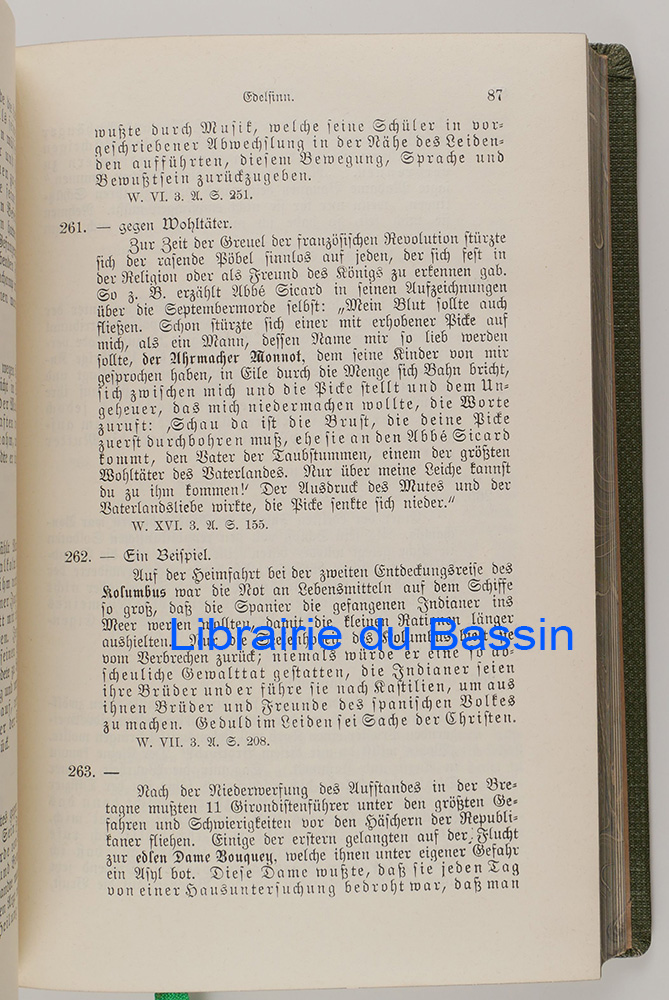 Edelsinn. 87
wußte durch Musik, welche seine Schüler in vor-
geschriebener Abwechslung in der Nähe des Leiden-
den aufführten, diesem Bewegung, Sprache und
Bewußtsein zurückzugeben.
W. VI. 3. A. S. 251.
261. — gegen Wohltäter.
Zur Zeit der Greuel der französischen Revolution stürzte
sich der rasende Pöbel sinnlos auf jeden, der sich fest in
der Religion oder als Freund des Königs zu erkennen gab.
So z. B. erzählt Abbé Sicard in seinen Aufzeichnungen
über die Septembermorde selbst: „Mein Blut sollte auch
fließen. Schon stürzte sich einer mit erhobener Picke auf
mich, als ein Mann, dessen Name mir so lieb werden
sollte, der Uhrmacher Monnot, dem seine Kinder von mir
gesprochen haben, in Eile durch die Menge sich Bahn bricht,
sich zwischen mich und die Picke stellt und dem Un-
geheuer, das mich niedermachen wollte, die Worte
zuruft: ‚Schau da ist die Brust, die deine Picke
zuerst durchbohren muß, ehe sie an den Abbé Sicard
kommt, den Vater der Taubstummen, einem der größten
Wohltäter des Vaterlandes. Nur über meine Leiche kannst
du zu ihm kommen!‘ Der Ausdruck des Mutes und der
Vaterlandsliebe wirkte, die Picke senkte sich nieder.“
W. XVI. 3. A. S. 155.
262. — Ein Beispiel.
Auf der Heimfahrt bei der zweiten Entdeckungsreise des
Kolumbus war die Not an Lebensmitteln auf dem Schiffe
so groß, daß die Spanier die gefangenen Indianer ins
Meer werfen wollten, damit die kleinen Rationen länger
aushielten. Nur die des Kolumbus
vom Verbrechen zurück; niemals würde er eine so ab-
scheuliche Gewalttat gestatten, die Indianer seien
ihre Brüder und er führe sie nach Kastilien, um aus
ihnen Brüder und Freunde des spanischen Volkes
zu machen. Geduld im Leiden sei Sache der Christen.
W. VII. 3. A. S. 208.
263. —
Nach der Niederwerfung des Aufstandes in der Bre-
tagne mußten 11 Girondistenführer unter den größten Ge-
fahren und Schwierigkeiten vor den Häschern der Republi-
kaner fliehen. Einige der erstern gelangten auf der Flucht
zur edlen Dame Bouquey, welche ihnen unter eigener Gefahr
ein Asyl bot. Diese Dame wußte, daß sie jeden Tag
von einer Hausuntersuchung bedroht war, daß man
Librairie du Bassin